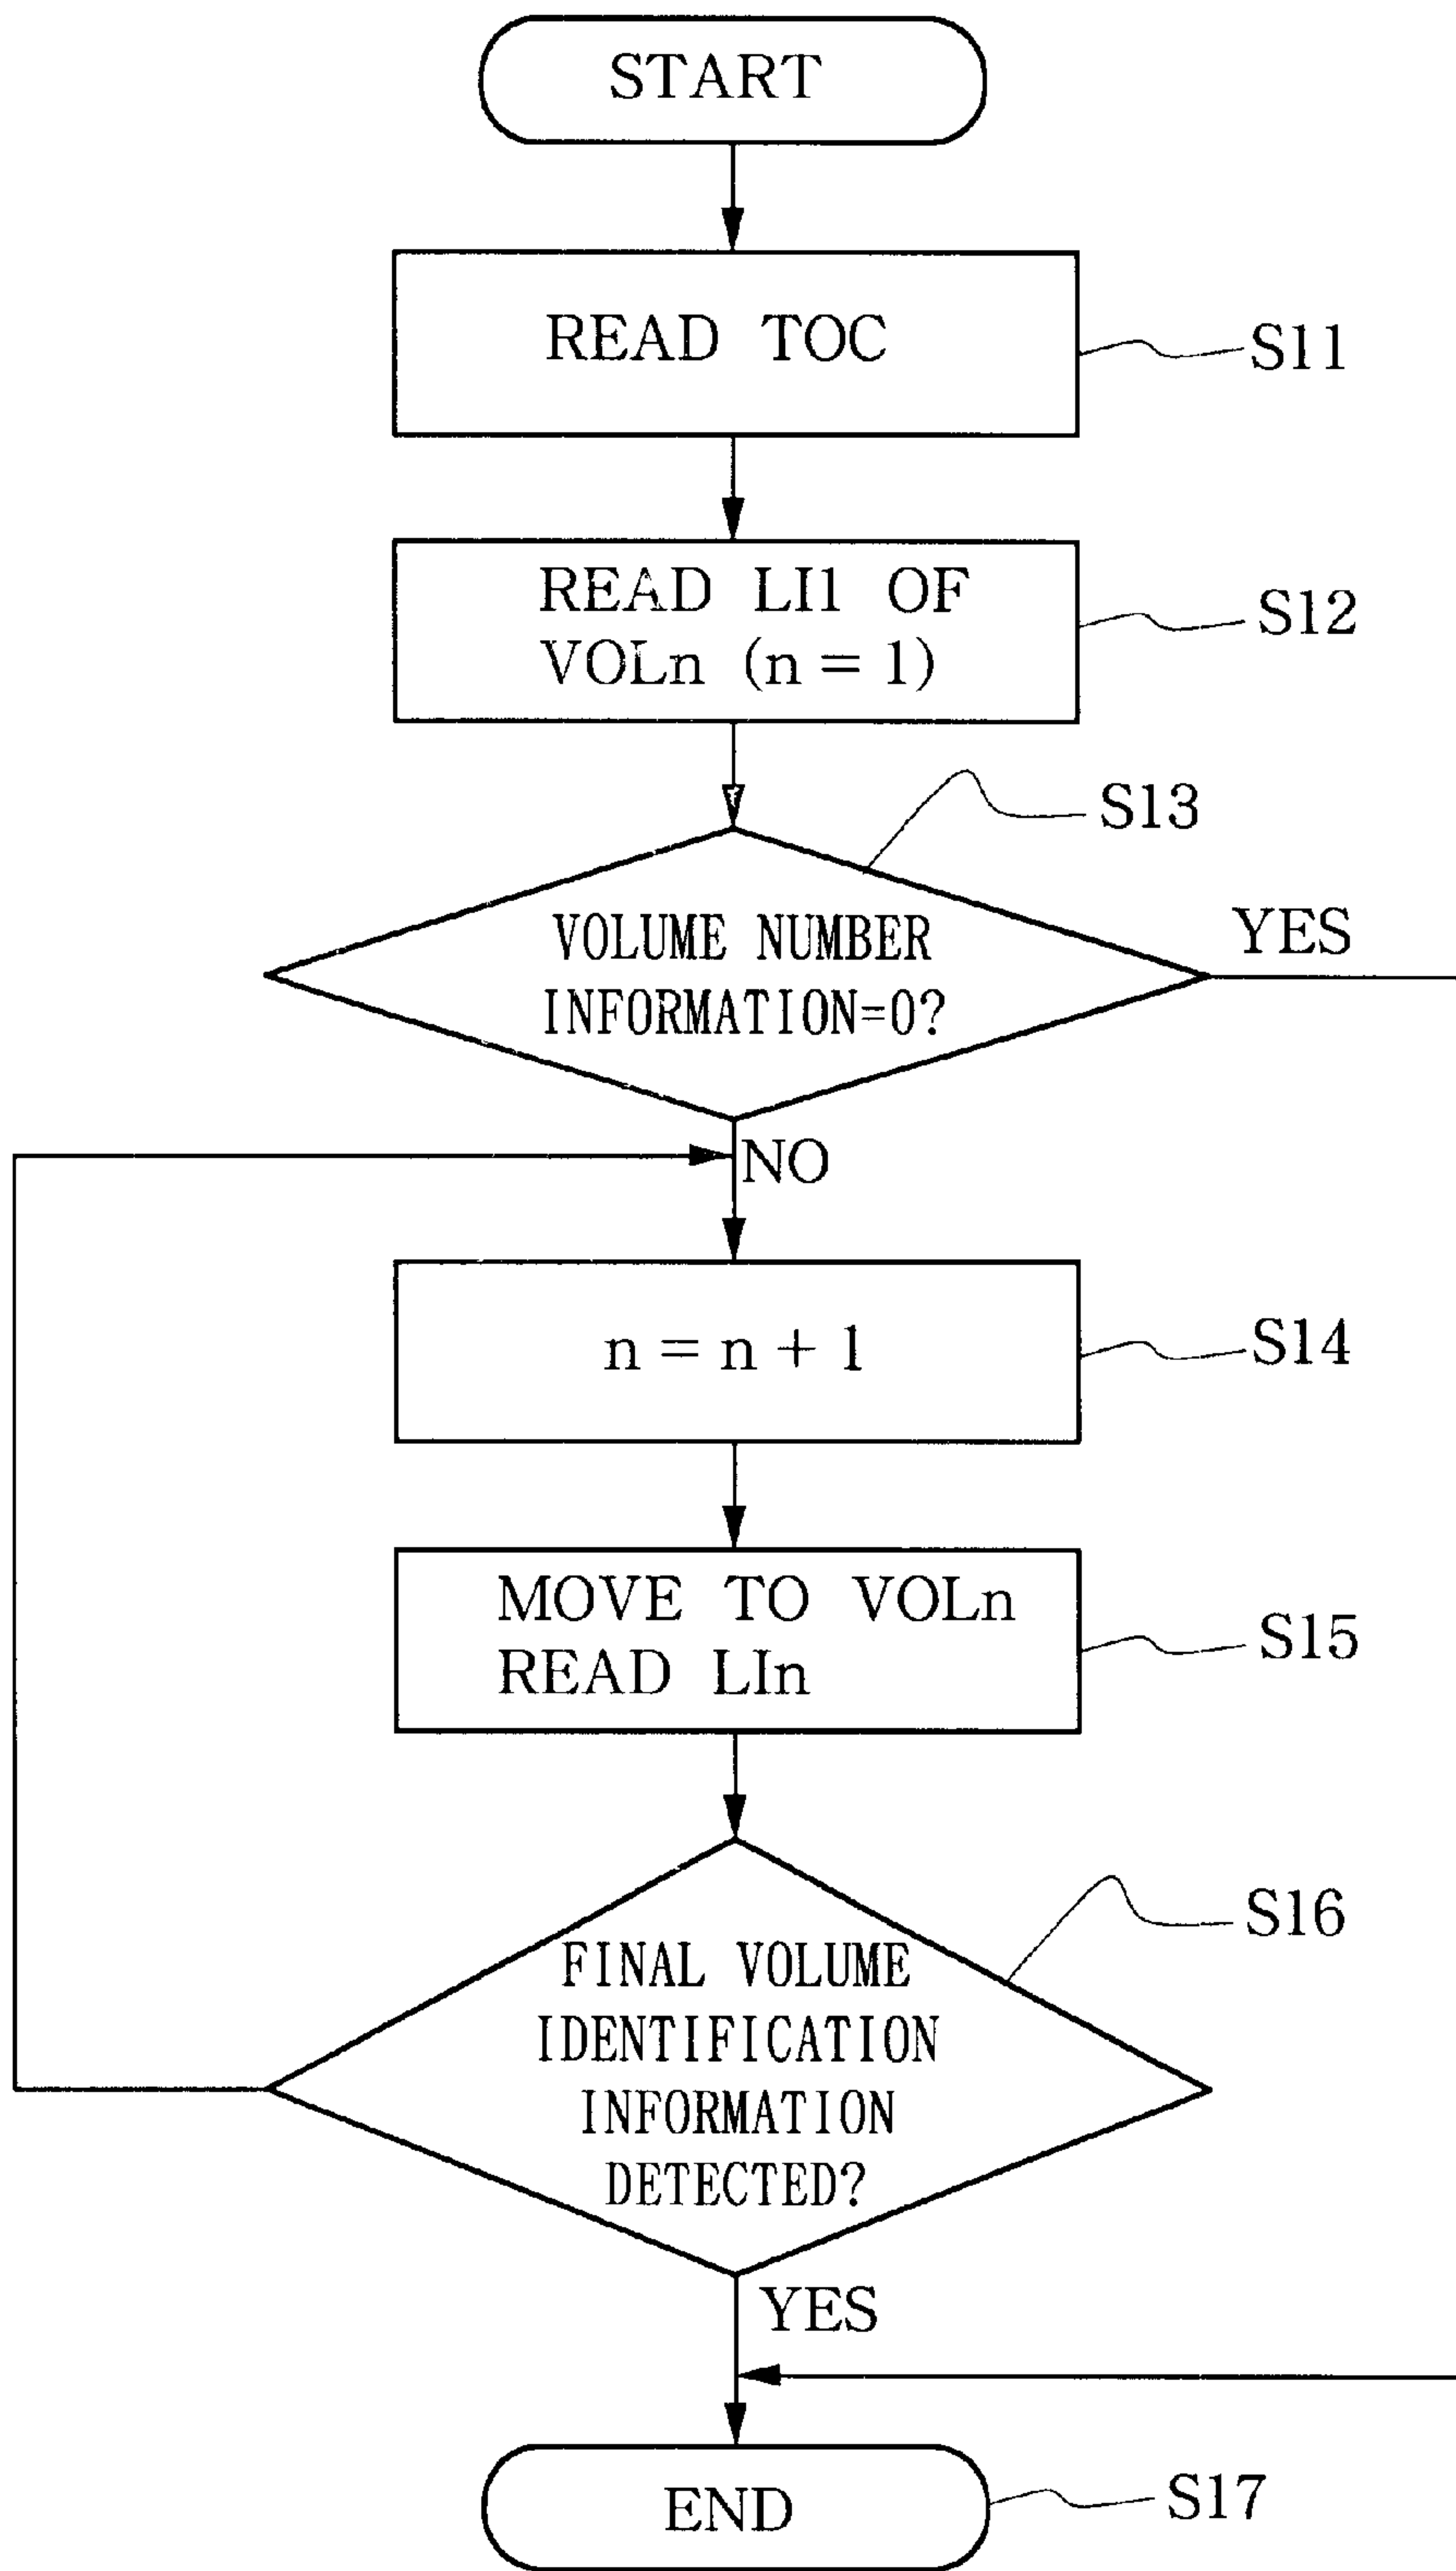 START
READ TOC
S11
READ LI1 OF
VOLn (n = 1)
S12
S13
VOLUME NUMBER
INFORMATION=0?
YES
NO
n = n + 1
S14
MOVE TO VOLn
READ LIn
S15
S16
FINAL VOLUME
IDENTIFICATION
INFORMATION
DETECTED?
YES
END
S17